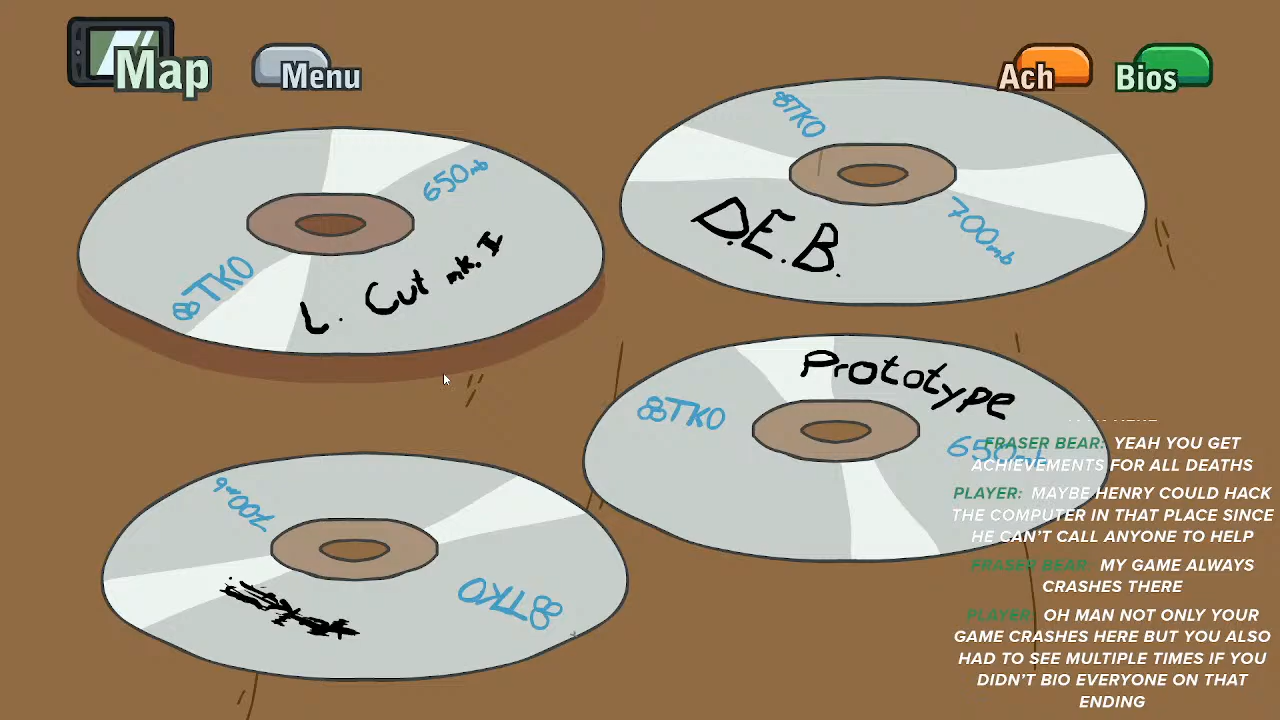 Map
Menu
Ach
Bios
8TKO
650mb
8TKO
L. Cut mk. I
8TKO
700mb
D.E.B.
Prototype
8TKO
700mb
8TKO
FRASER BEAR: YEAH YOU GET
ACHIEVEMENTS FOR ALL DEATHS
PLAYER: MAYBE HENRY COULD HACK
THE COMPUTER IN THAT PLACE SINCE
HE CAN'T CALL ANYONE TO HELP
FRASER BEAR: MY GAME ALWAYS
CRASHES THERE
PLAYER: OH MAN NOT ONLY YOUR
GAME CRASHES HERE BUT YOU ALSO
HAD TO SEE MULTIPLE TIMES IF YOU
DIDN'T BIO EVERYONE ON THAT
ENDING